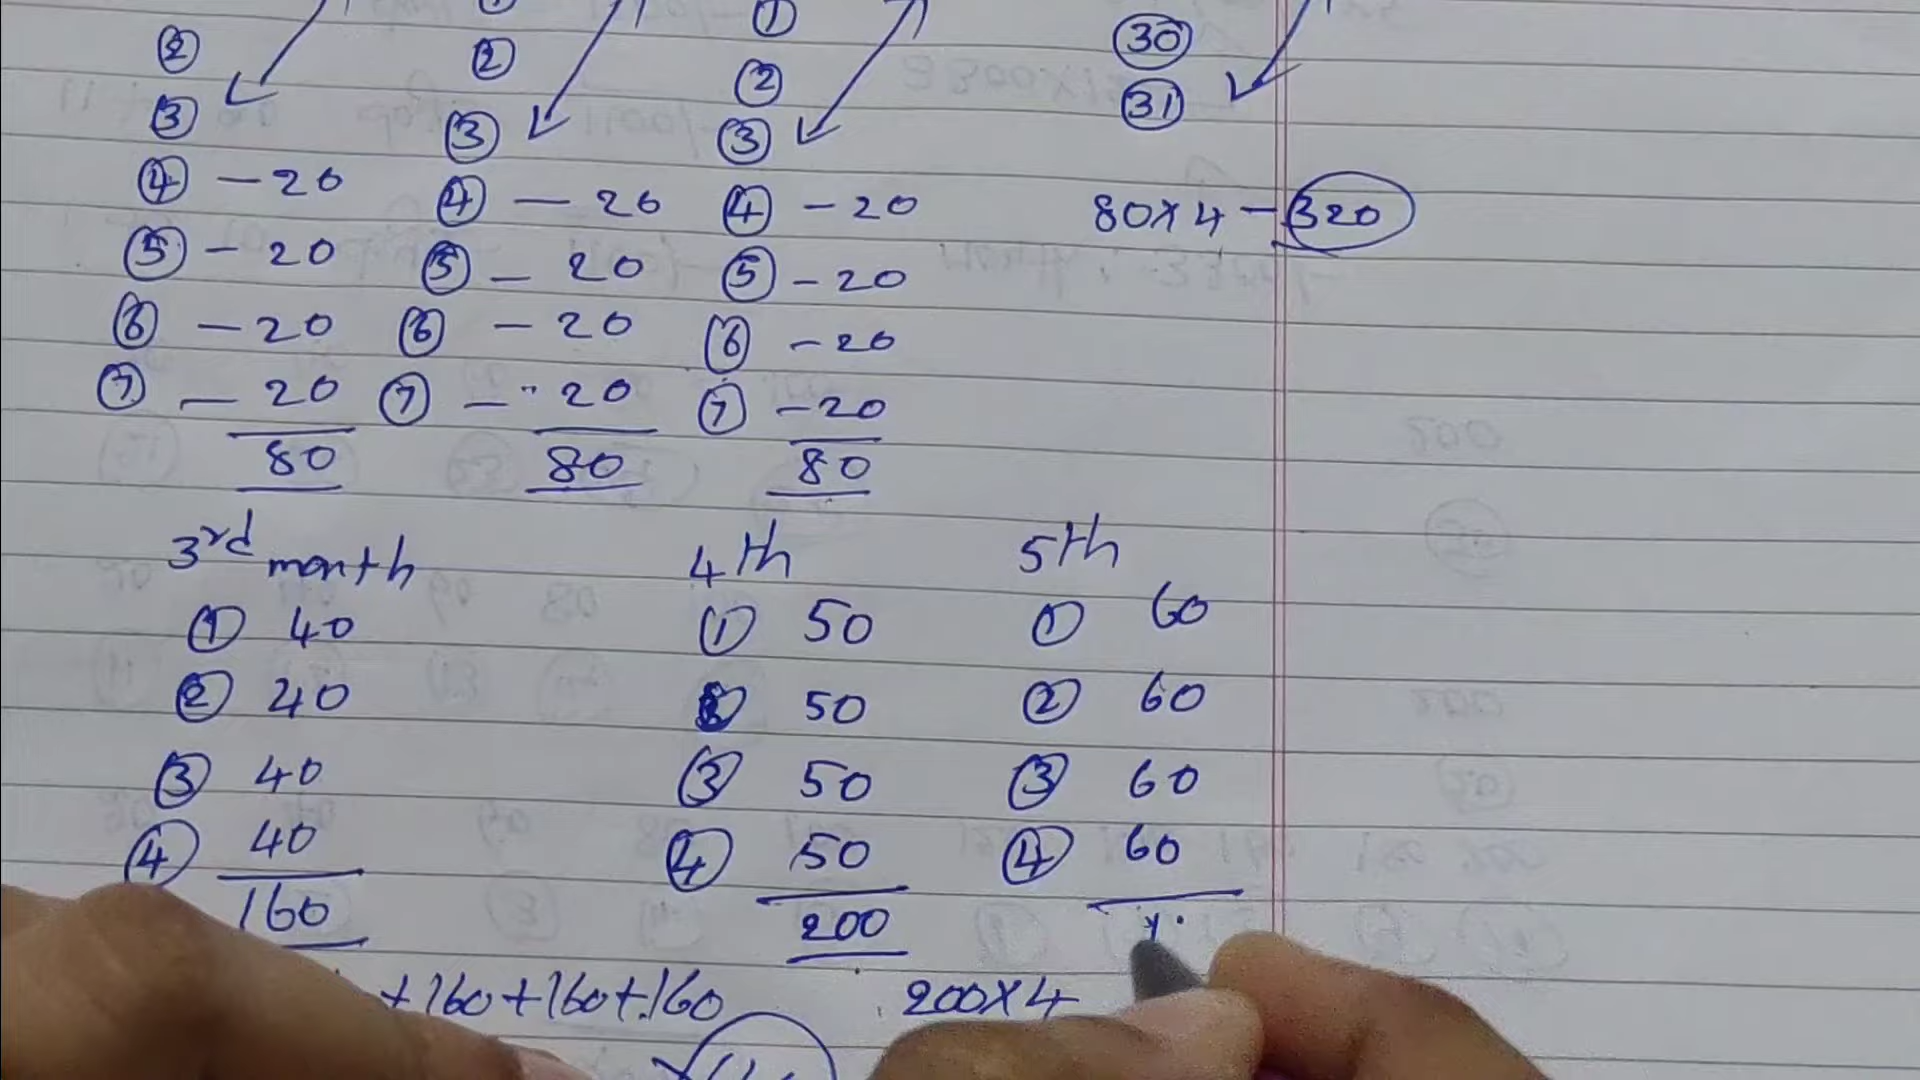 ① ①
② ② ② 30
③ ③ ③ 31
④ - 20 ④ - 20 ④ - 20 80×4 - 320
⑤ - 20 ⑤ - 20 ⑤ - 20
⑥ - 20 ⑥ - 20 ⑥ - 20
⑦ - 20 ⑦ - 20 ⑦ - 20
80 80 80
3rd month 4th 5th
① 40 ① 50 ① 60
② 40 50 ② 60
③ 40 ③ 50 ③ 60
④ 40 ④ 50 ④ 60
160 200
+160+160+160 200×4